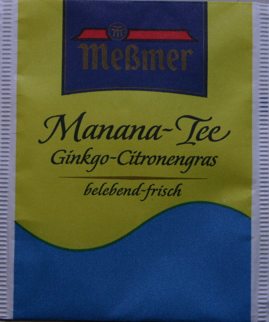 Meßmer
Manana-Tee
Ginkgo-Citronengras
belebend-frisch